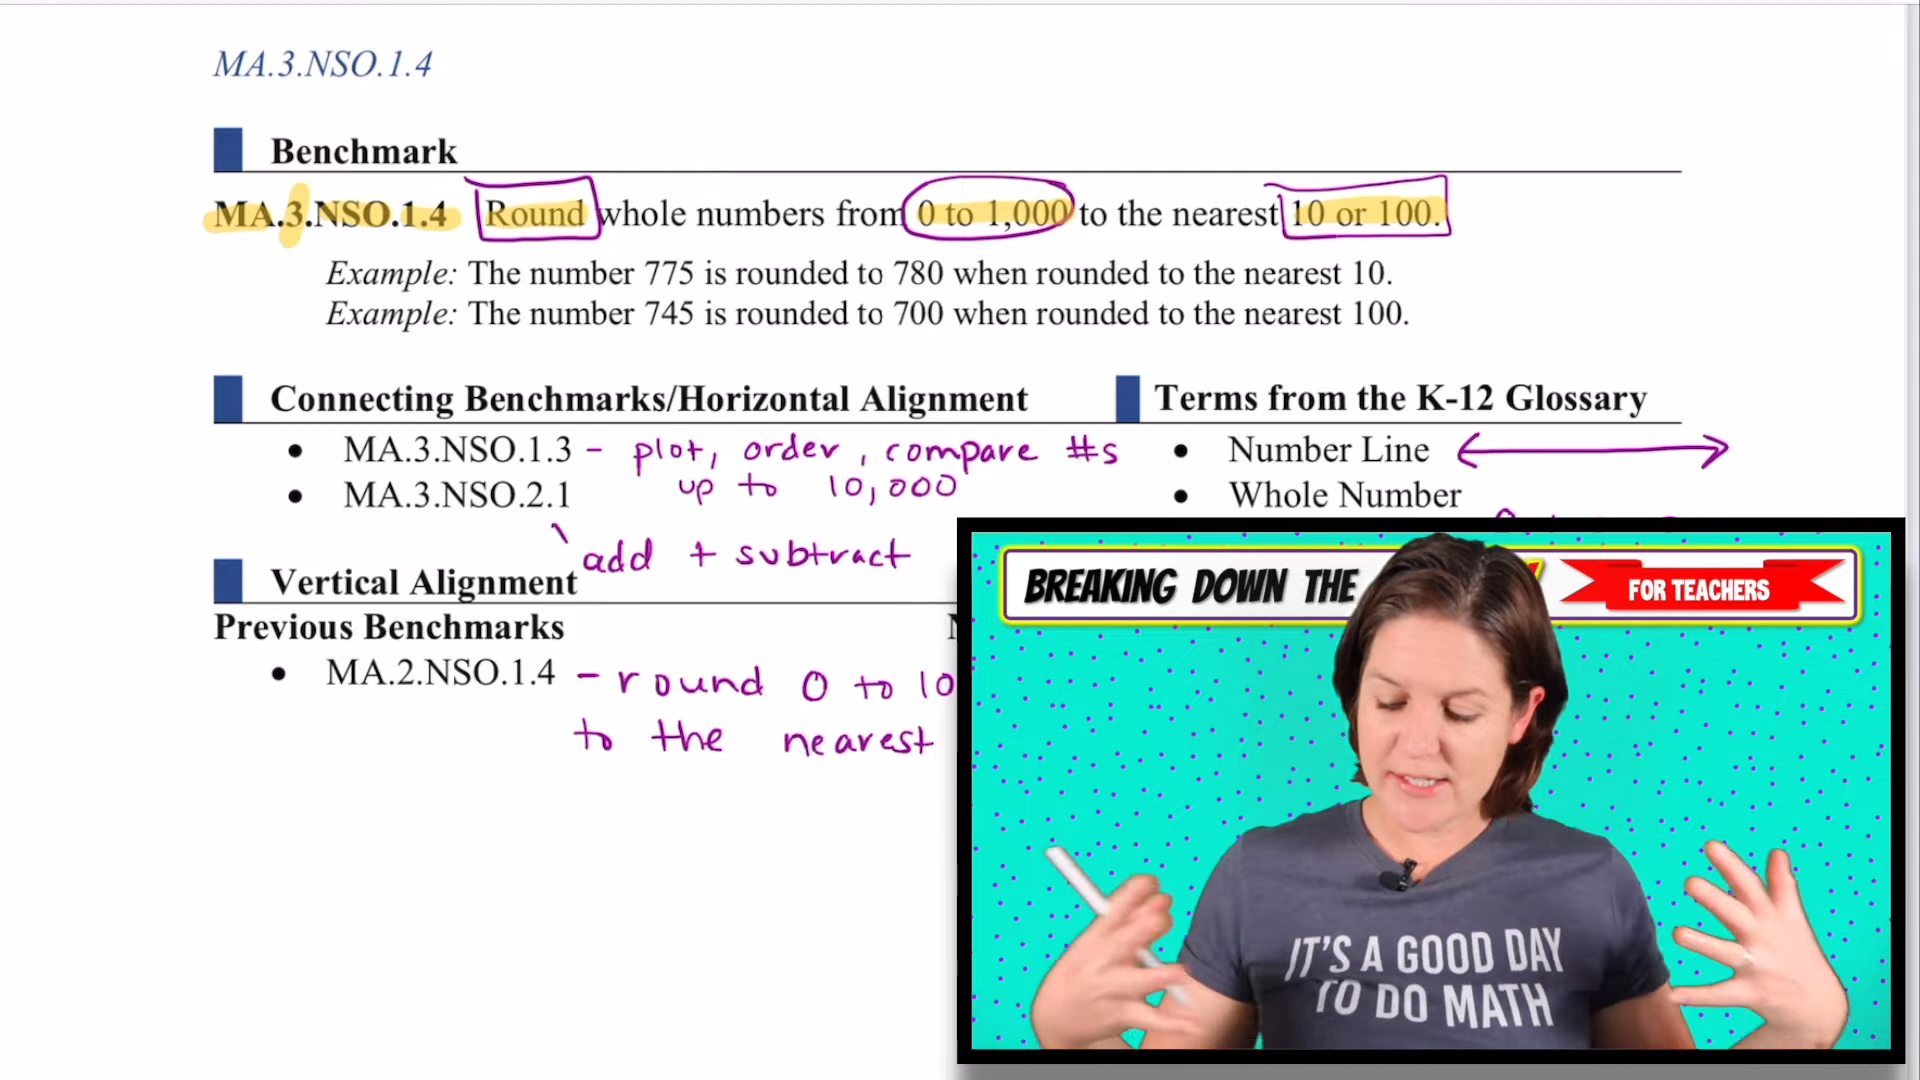 MA.3.NSO.1.4
Benchmark
MA.3.NSO.1.4 Round whole numbers from 0 to 1,000 to the nearest 10 or 100.
Example: The number 775 is rounded to 780 when rounded to the nearest 10.
Example: The number 745 is rounded to 700 when rounded to the nearest 100.
Connecting Benchmarks/Horizontal Alignment
MA.3.NSO.1.3 - plot, order, compare #s
up to 10,000
MA.3.NSO.2.1
add + subtract
Terms from the K-12 Glossary
Number Line
Whole Number
Vertical Alignment
Previous Benchmarks
MA.2.NSO.1.4 - round 0 to 10
to the nearest
BREAKING DOWN THE
FOR TEACHERS
IT'S A GOOD DAY
TO DO MATH